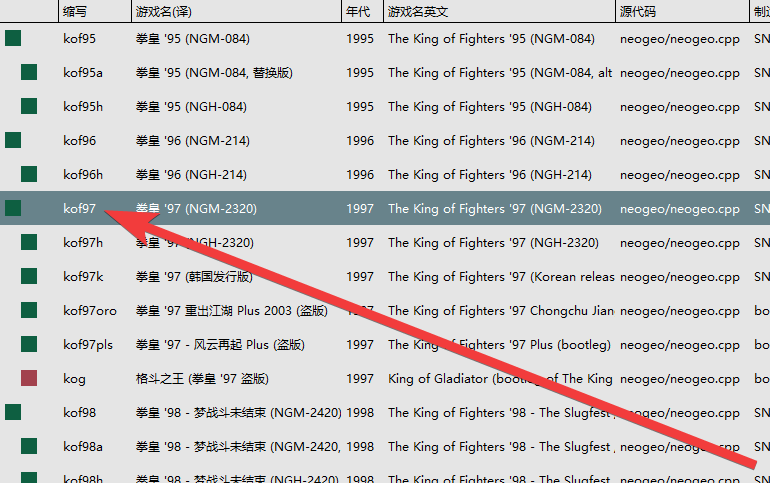 缩写 游戏名(译) 年代 游戏名英文 源代码 制造
kof95 拳皇 '95 (NGM-084) 1995 The King of Fighters '95 (NGM-084) neogeo/neogeo.cpp SN
kof95a 拳皇 '95 (NGM-084, 替换版) 1995 The King of Fighters '95 (NGM-084, alt neogeo/neogeo.cpp SN
kof95h 拳皇 '95 (NGH-084) 1995 The King of Fighters '95 (NGH-084) neogeo/neogeo.cpp SN
kof96 拳皇 '96 (NGM-214) 1996 The King of Fighters '96 (NGM-214) neogeo/neogeo.cpp SN
kof96h 拳皇 '96 (NGH-214) 1996 The King of Fighters '96 (NGH-214) neogeo/neogeo.cpp SN
kof97 拳皇 '97 (NGM-2320) 1997 The King of Fighters '97 (NGM-2320) neogeo/neogeo.cpp SN
kof97h 拳皇 '97 (NGH-2320) 1997 The King of Fighters '97 (NGH-2320) neogeo/neogeo.cpp SN
kof97k 拳皇 '97 (韩国发行版) 1997 The King of Fighters '97 (Korean releas neogeo/neogeo.cpp SN
kof97oro 拳皇 '97 重出江湖 Plus 2003 (盗版) 1997 The King of Fighters '97 Chongchu Jian neogeo/neogeo.cpp bo
kof97pls 拳皇 '97 - 风云再起 Plus (盗版) 1997 The King of Fighters '97 Plus (bootleg) neogeo/neogeo.cpp bo
kog 格斗之王 (拳皇 '97 盗版) 1997 King of Gladiator (bootleg of The King neogeo/neogeo.cpp bo
kof98 拳皇 '98 - 梦战斗未结束 (NGM-2420) 1998 The King of Fighters '98 - The Slugfest neogeo/neogeo.cpp SN
kof98a 拳皇 '98 - 梦战斗未结束 (NGM-2420, 1998 The King of Fighters '98 - The Slugfest neogeo/neogeo.cpp SN
kof98h 拳皇 '98 - 梦战斗未结束 (NGH-2420) 1998 The King of Fighters '98 - The Slugfest neogeo/neogeo.cpp SN